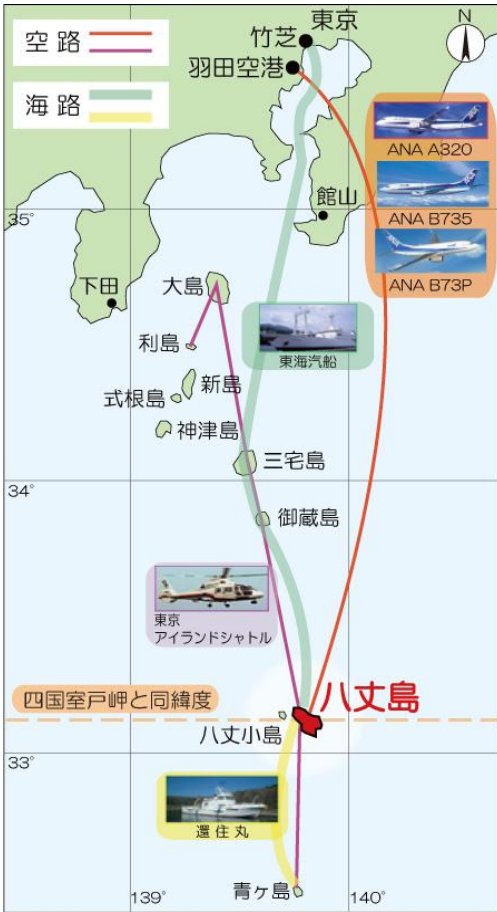 空路
海路
N
東京
竹芝
羽田空港
ANA A320
ANA B735
ANA B73P
35°
館山
下田
大島
利島
東海汽船
新島
式根島
神津島
三宅島
34°
御蔵島
東京
アイランドシャトル
四国室戸岬と同緯度
八丈島
八丈小島
33°
還住丸
青ヶ島
139°
140°